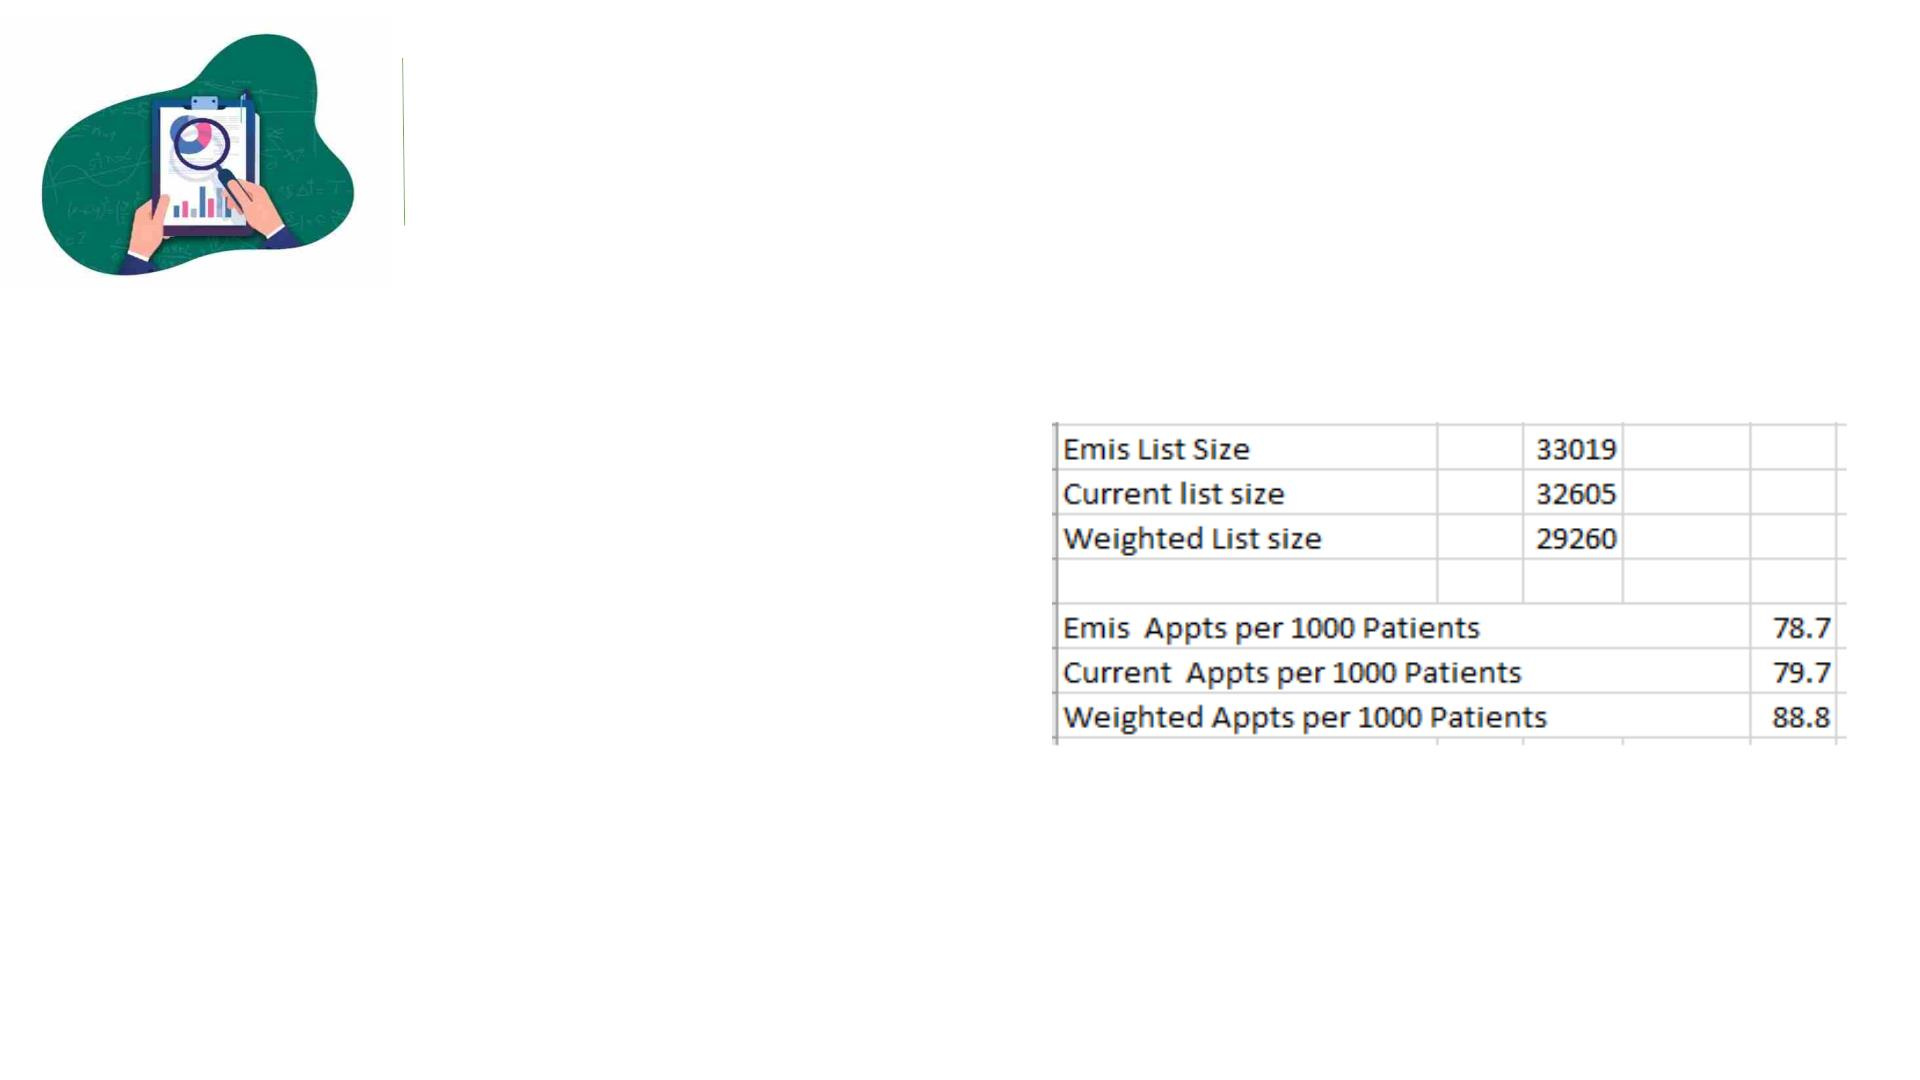 Emis List Size 33019
Current list size 32605
Weighted List size 29260
Emis Appts per 1000 Patients 78.7
Current Appts per 1000 Patients 79.7
Weighted Appts per 1000 Patients 88.8